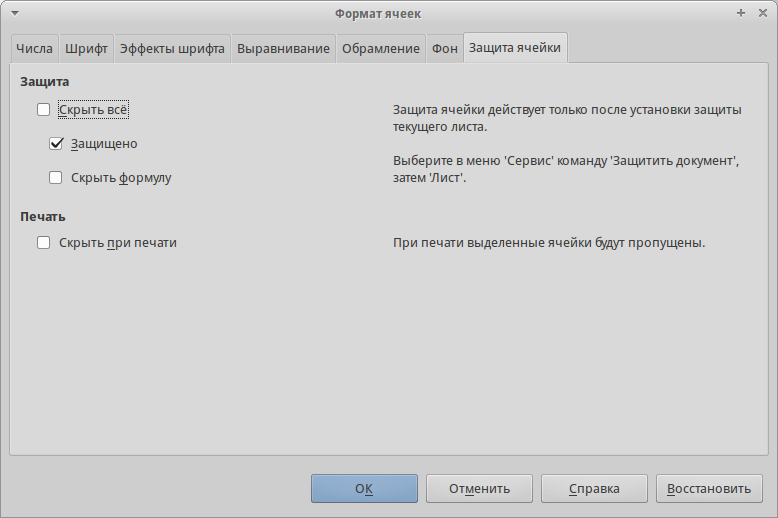 Формат ячеек
Числа Шрифт Эффекты шрифта Выравнивание Обрамление Фон Защита ячейки
Защита
Скрыть всё
Защищено
Скрыть формулу
Защита ячейки действует только после установки защиты
текущего листа.
Выберите в меню 'Сервис' команду 'Защитить документ',
затем 'Лист'.
Печать
Скрыть при печати
При печати выделенные ячейки будут пропущены.
OK Отменить Справка Восстановить